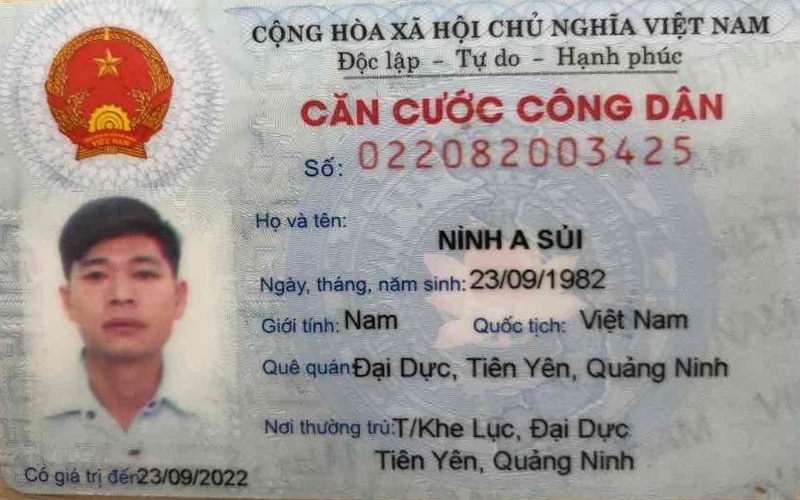 CỘNG HÒA XÃ HỘI CHỦ NGHĨA VIỆT NAM
Độc lập - Tự do - Hạnh phúc
CĂN CƯỚC CÔNG DÂN
Số: 022082003425
VIỆT NAM
Họ và tên:
NÌNH A SỦI
Ngày, tháng, năm sinh: 23/09/1982
Giới tính: Nam Quốc tịch: Việt Nam
Quê quán: Đại Dực, Tiên Yên, Quảng Ninh
Nơi thường trú: T/Khe Lục, Đại Dực
Tiên Yên, Quảng Ninh
Có giá trị đến 23/09/2022